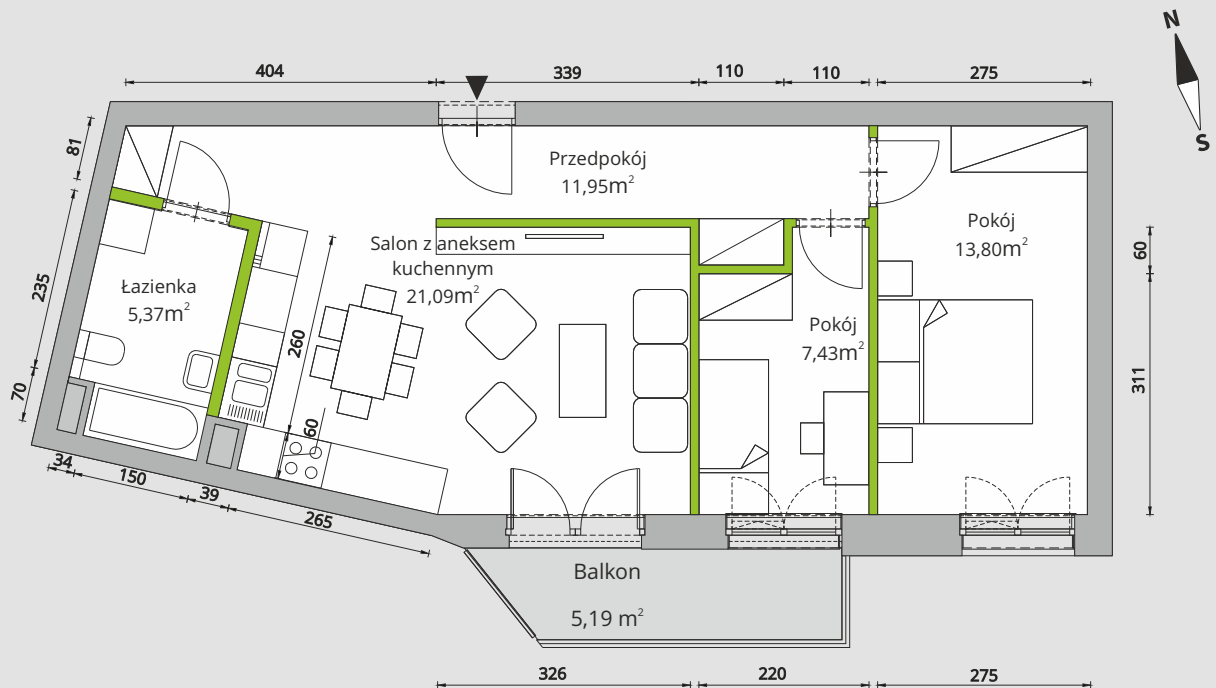 N
S
404
339
110
110
275
81
235
70
Przedpokój
11,95m²
Pokój
13,80m²
Salon z aneksem
kuchennym
21,09m²
Łazienka
5,37m²
Pokój
7,43m²
260
60
60
311
34
150
39
265
Balkon
5,19 m²
326
220
275